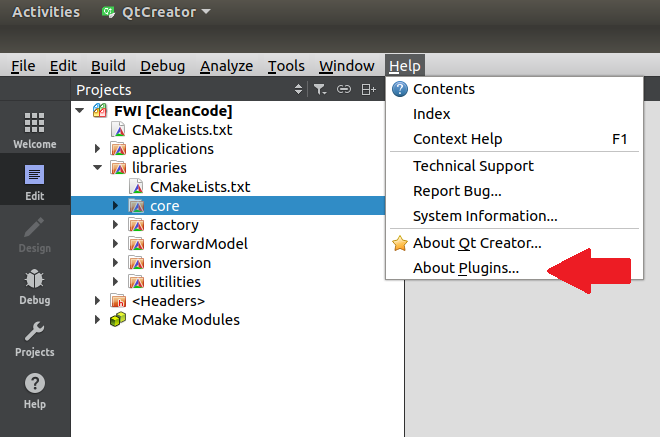 Activities QtCreator
File Edit Build Debug Analyze Tools Window Help
Projects
Welcome
Edit
Design
Debug
Projects
Help
FWI [CleanCode]
CMakeLists.txt
applications
libraries
CMakeLists.txt
core
factory
forwardModel
inversion
utilities
<Headers>
CMake Modules
Contents
Index
Context Help F1
Technical Support
Report Bug...
System Information...
About Qt Creator...
About Plugins...